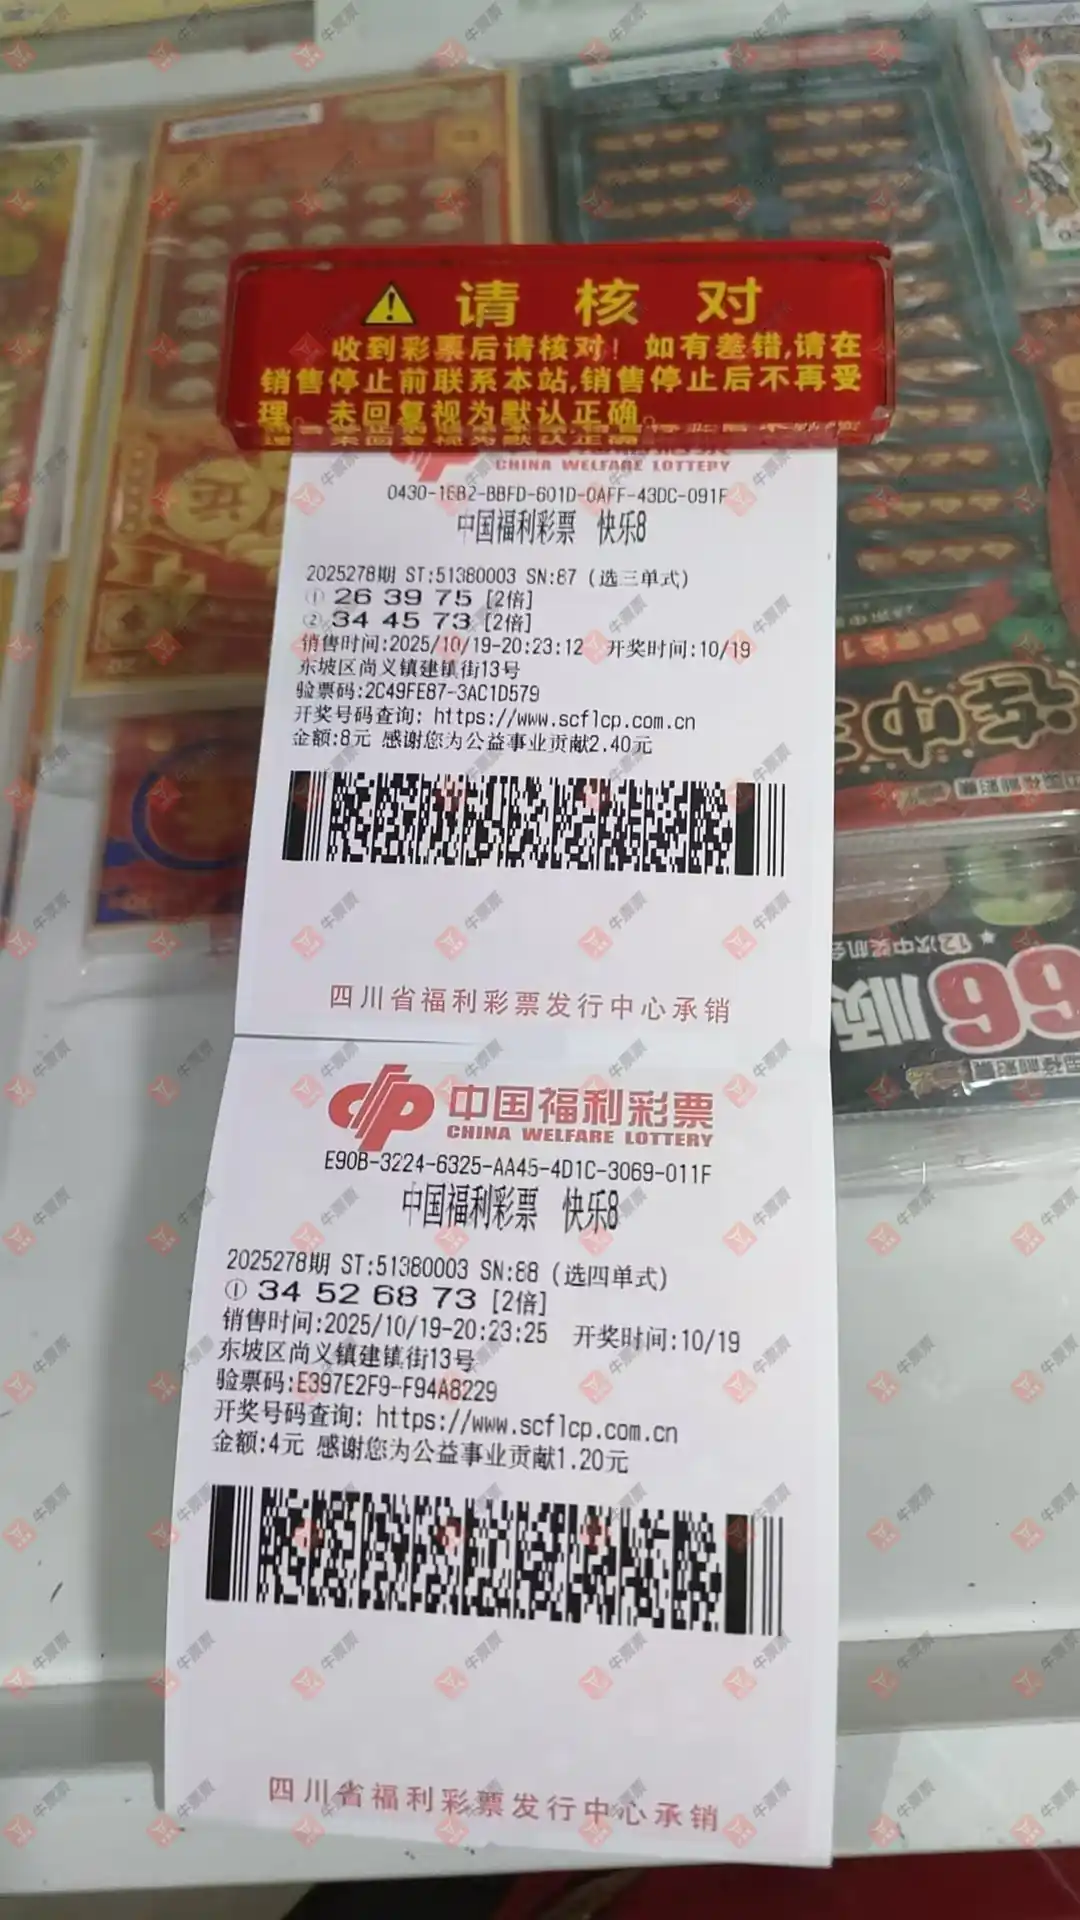 请核对
收到彩票后请核对！如有差错,请在
销售停止前联系本站,销售停止后不再受
理。未回复视为默认正确。
CHINA WELFARE LOTTERY
0430-1EB2-BBFD-601D-0AFF-43DC-091F
中国福利彩票 快乐8
2025278期 ST:51380003 SN:87 (选三单式)
① 26 39 75 [2倍]
② 34 45 73 [2倍]
销售时间:2025/10/19-20:23:12 开奖时间:10/19
东坡区尚义镇建镇街13号
验票码:2C49FE87-3AC1D579
开奖号码查询: https://www.scflcp.com.cn
金额:8元 感谢您为公益事业贡献2.40元
四川省福利彩票发行中心承销
中国福利彩票
CHINA WELFARE LOTTERY
E90B-3224-6325-AA45-4D1C-3069-011F
中国福利彩票 快乐8
2025278期 ST:51380003 SN:88 (选四单式)
① 34 52 68 73 [2倍]
销售时间:2025/10/19-20:23:25 开奖时间:10/19
东坡区尚义镇建镇街13号
验票码:E397E2F9-F94A8229
开奖号码查询: https://www.scflcp.com.cn
金额:4元 感谢您为公益事业贡献1.20元
四川省福利彩票发行中心承销
12次中奖机会
66顺
牛票票